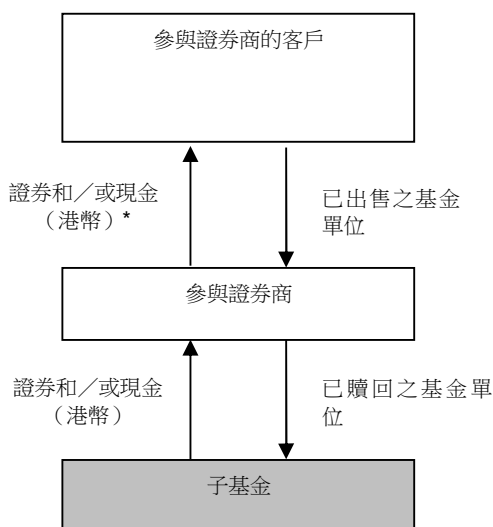 參與證券商的客戶
證券和／或現金
（港幣）*
已出售之基金
單位
參與證券商
證券和／或現金
（港幣）
已贖回之基金單
位
子基金